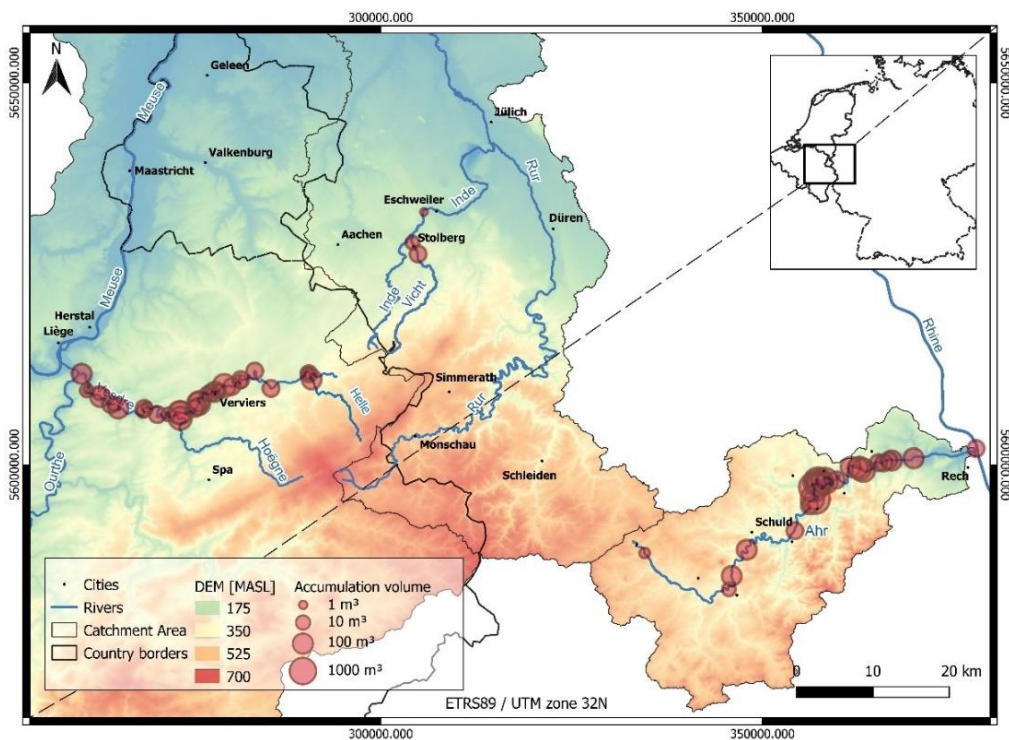 300000.000
350000.000
N
Geleen
Meuse
5650000.000
5650000.000
Jülich
Valkenburg
Maastricht
Rur
Eschweiler
Inde
Düren
Aachen
Stolberg
Meuse
Inde
Vicht
Herstal
Liège
Rhine
Simmerath
Vesdre
Verviers
Helle
Rur
Monschau
Hoëgne
5600000.000
5600000.000
Ourthe
Spa
Schleiden
Rech
Schuld
Ahr
Cities
Rivers
Catchment Area
Country borders
DEM [MASL]
175
350
525
700
Accumulation volume
1 m³
10 m³
100 m³
1000 m³
0 10 20 km
ETRS89 / UTM zone 32N
300000.000
350000.000